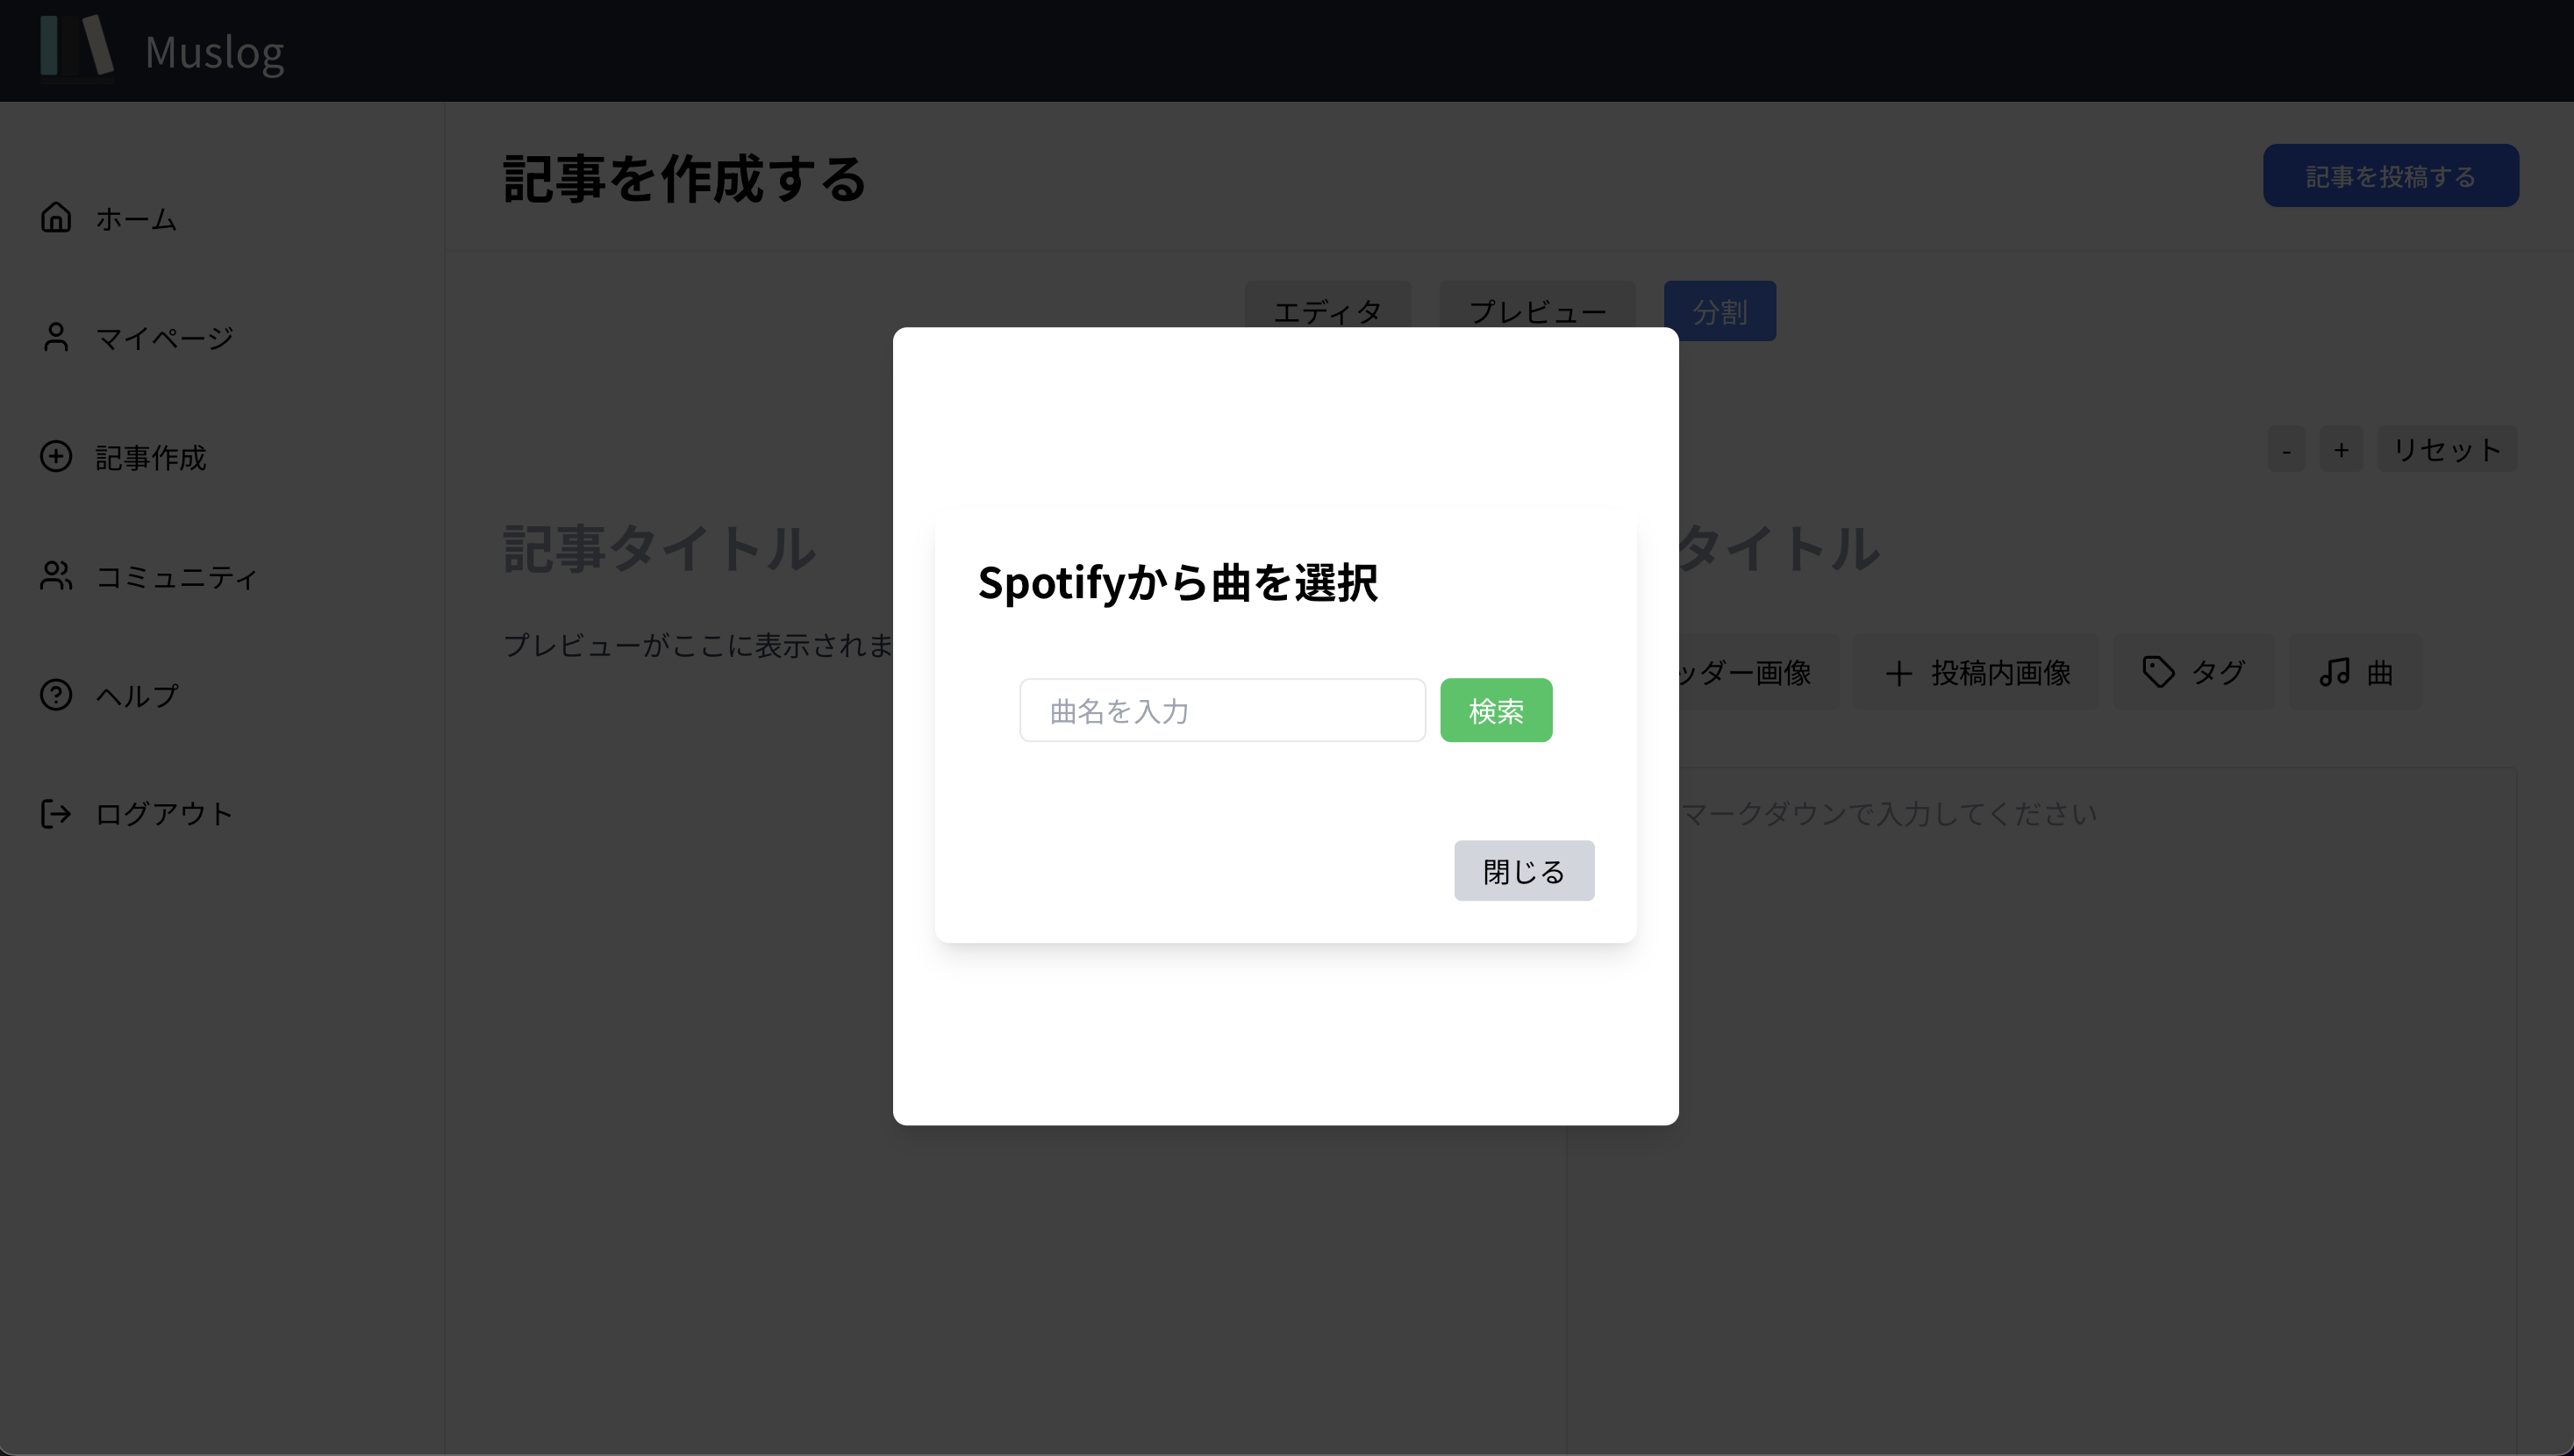 Muslog
ホーム
マイページ
記事作成
コミュニティ
ヘルプ
ログアウト
記事を作成する
記事を投稿する
エディタ
プレビュー
分割
- + リセット
記事タイトル
プレビューがここに表示されま
タイトル
ッダー画像
投稿内画像
タグ
曲
マークダウンで入力してください
Spotifyから曲を選択
曲名を入力
検索
閉じる